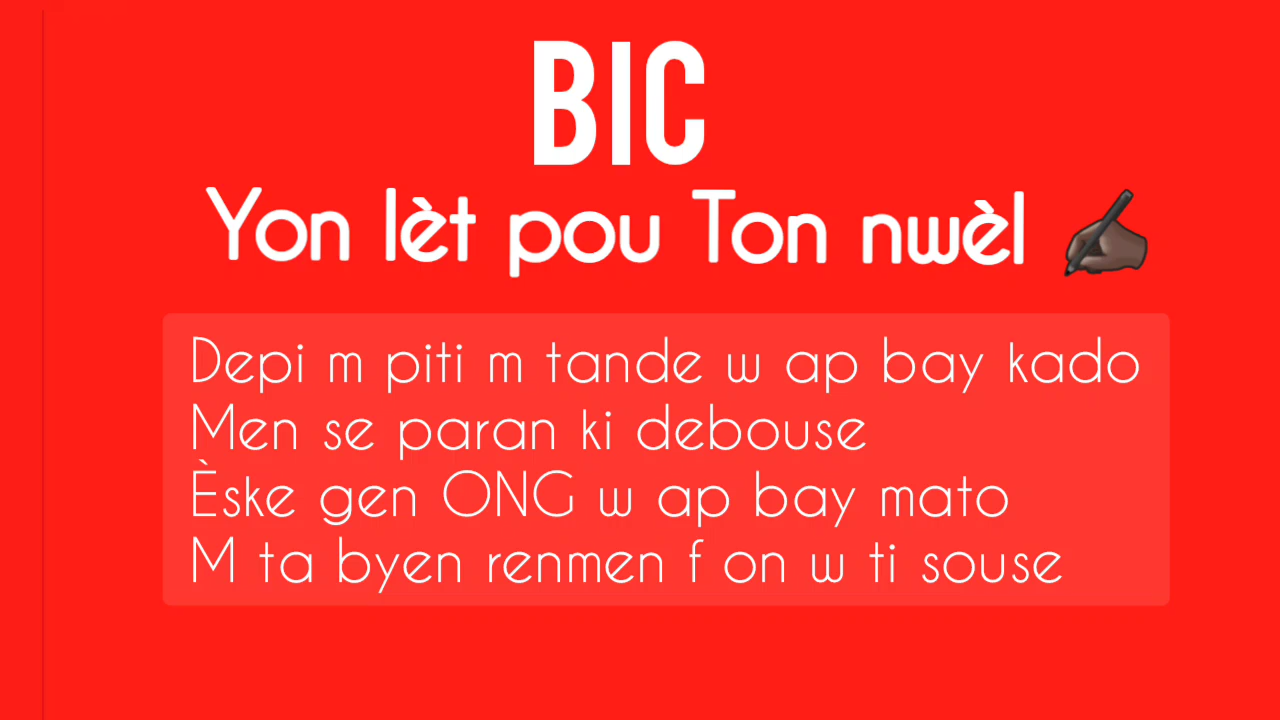 BIC
Yon lèt pou Ton nwèl
Depi m piti m tande w ap bay kado
Men se paran ki debouse
Èske gen ONG w ap bay mato
M ta byen renmen f on w ti souse